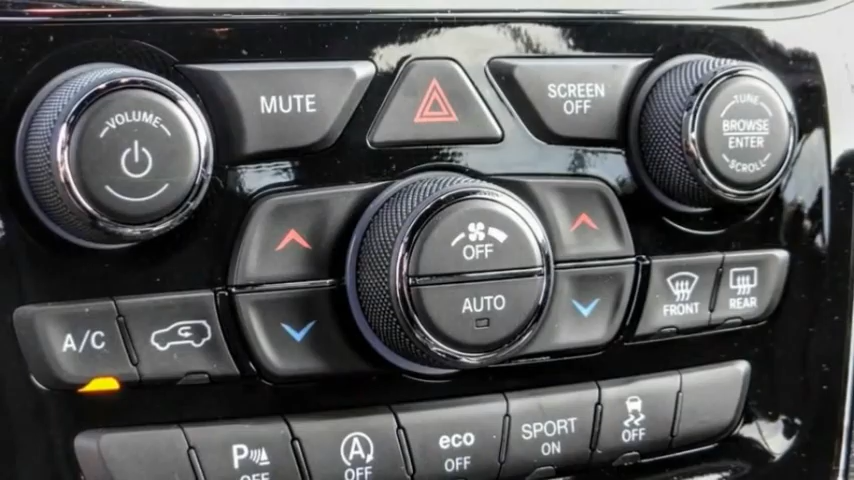 VOLUME
MUTE
SCREEN
OFF
TUNE
BROWSE
ENTER
SCROLL
OFF
AUTO
A/C
FRONT
REAR
P
OFF
A
OFF
eco
OFF
SPORT
ON
OFF